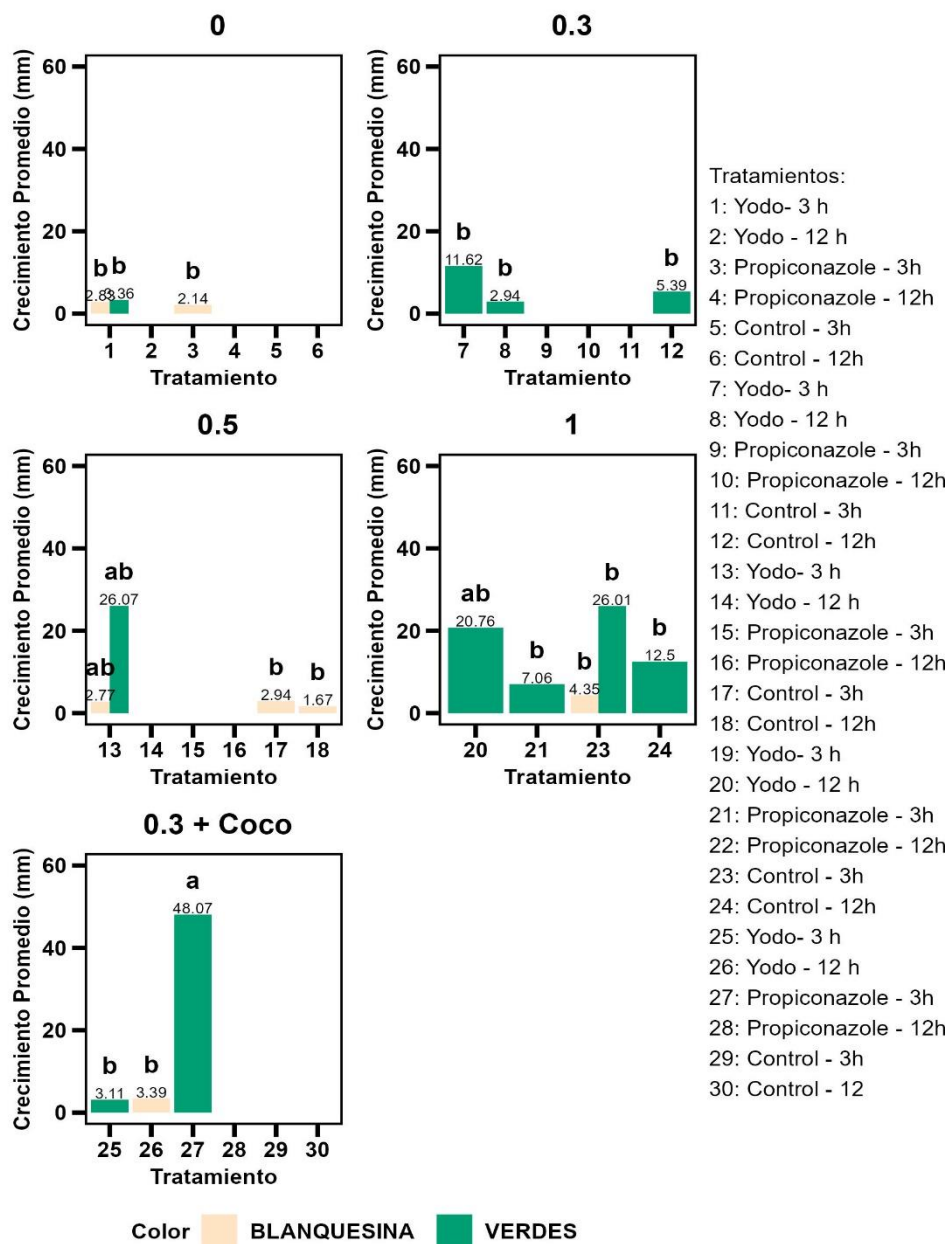 0
Crecimiento Promedio (mm)
60
40
20
0
b
b
b
2.83
3.36
2.14
1 2 3 4 5 6
Tratamiento
0.3
Crecimiento Promedio (mm)
60
40
20
0
b
11.62
b
2.94
b
5.39
7 8 9 10 11 12
Tratamiento
0.5
Crecimiento Promedio (mm)
60
40
20
0
ab
2.77
ab
26.07
b
2.94
b
1.67
13 14 15 16 17 18
Tratamiento
1
Crecimiento Promedio (mm)
60
40
20
0
ab
20.76
b
7.06
b
4.35
b
26.01
b
12.5
20 21 23 24
Tratamiento
0.3 + Coco
Crecimiento Promedio (mm)
60
40
20
0
b
3.11
b
3.39
a
48.07
25 26 27 28 29 30
Tratamiento
Tratamientos:
1: Yodo- 3 h
2: Yodo - 12 h
3: Propiconazole - 3h
4: Propiconazole - 12h
5: Control - 3h
6: Control - 12h
7: Yodo- 3 h
8: Yodo - 12 h
9: Propiconazole - 3h
10: Propiconazole - 12h
11: Control - 3h
12: Control - 12h
13: Yodo- 3 h
14: Yodo - 12 h
15: Propiconazole - 3h
16: Propiconazole - 12h
17: Control - 3h
18: Control - 12h
19: Yodo- 3 h
20: Yodo - 12 h
21: Propiconazole - 3h
22: Propiconazole - 12h
23: Control - 3h
24: Control - 12h
25: Yodo- 3 h
26: Yodo - 12 h
27: Propiconazole - 3h
28: Propiconazole - 12h
29: Control - 3h
30: Control - 12
Color BLANQUESINA VERDES